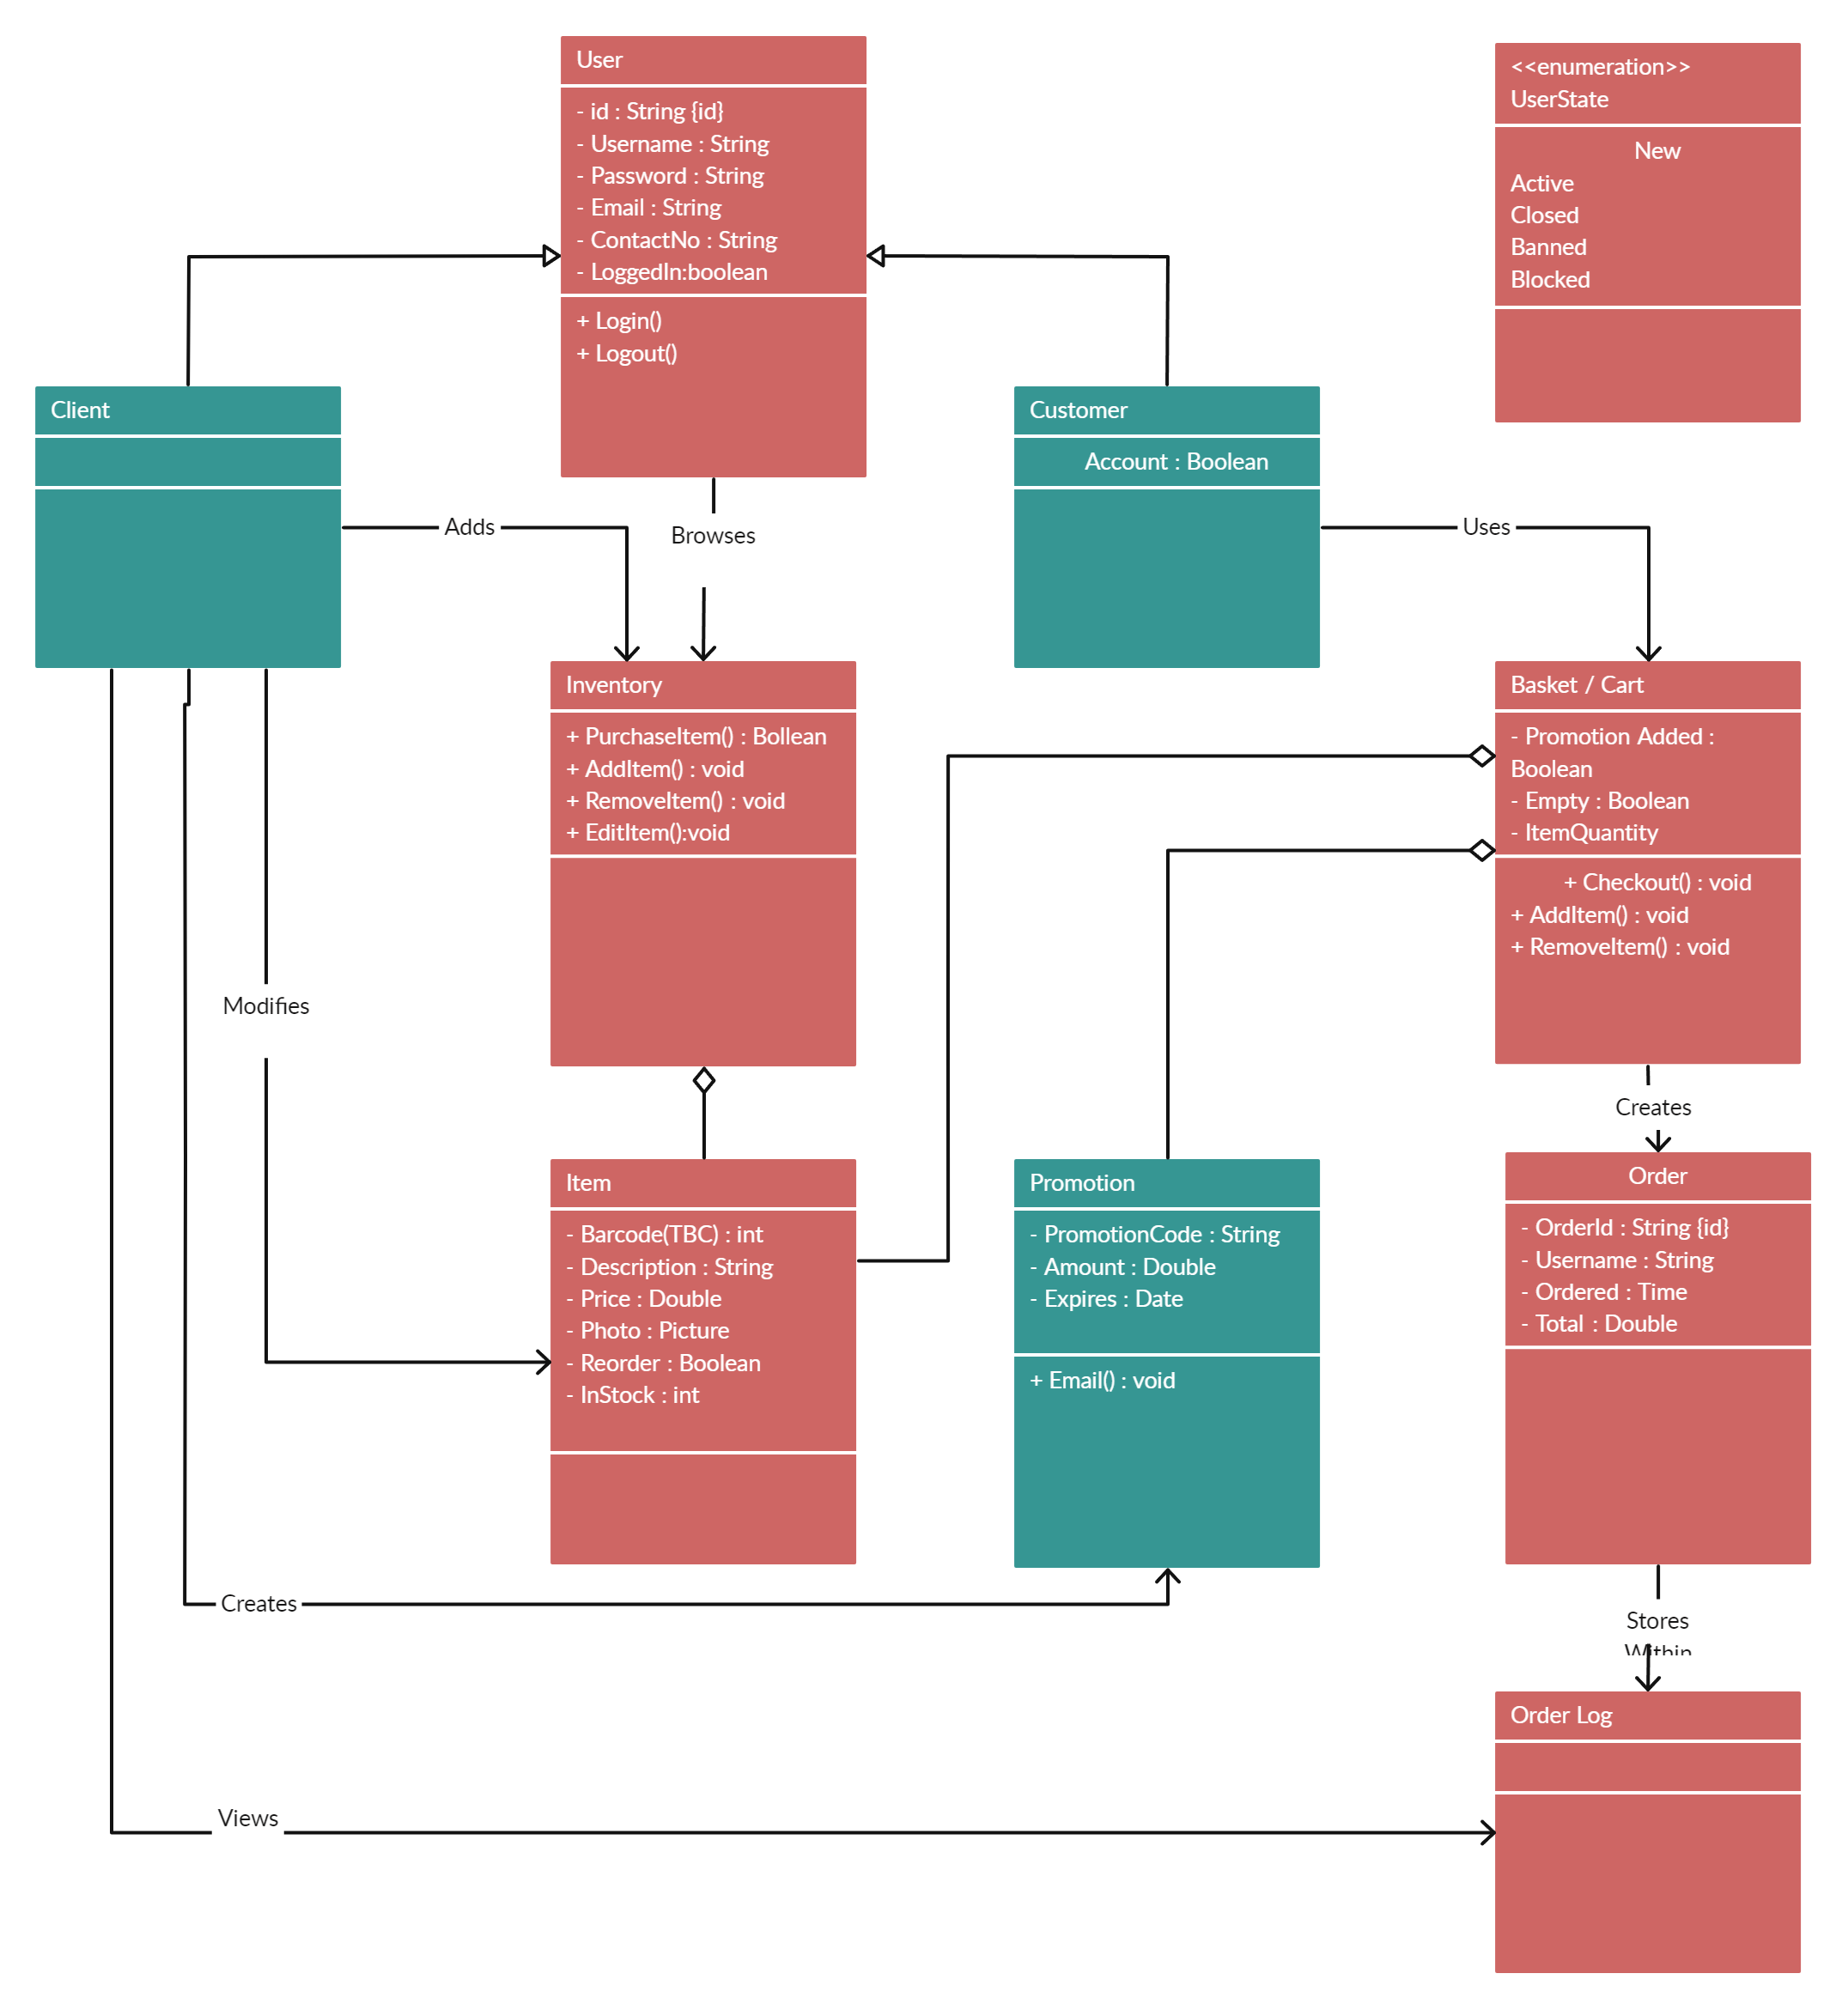 User
- id : String {id}
- Username : String
- Password : String
- Email : String
- ContactNo : String
- LoggedIn:boolean
+ Login()
+ Logout()
<<enumeration>>
UserState
New
Active
Closed
Banned
Blocked
Client
Customer
Account : Boolean
Adds
Browses
Uses
Inventory
+ PurchaseItem() : Bollean
+ AddItem() : void
+ RemoveItem() : void
+ EditItem():void
Basket / Cart
- Promotion Added :
Boolean
- Empty : Boolean
- ItemQuantity
+ Checkout() : void
+ AddItem() : void
+ RemoveItem() : void
Modifies
Creates
Item
- Barcode(TBC) : int
- Description : String
- Price : Double
- Photo : Picture
- Reorder : Boolean
- InStock : int
Promotion
- PromotionCode : String
- Amount : Double
- Expires : Date
+ Email() : void
Order
- OrderId : String {id}
- Username : String
- Ordered : Time
- Total : Double
Creates
Stores
Within
Order Log
Views